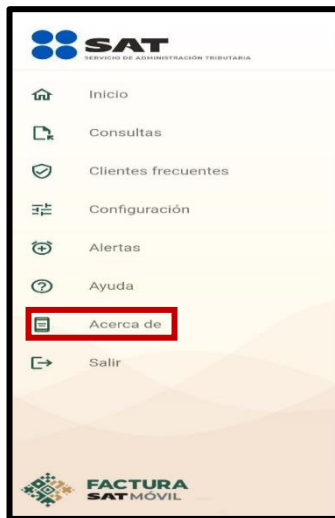 SAT
SERVICIO DE ADMINISTRACIÓN TRIBUTARIA
Inicio
Consultas
Clientes frecuentes
Configuración
Alertas
Ayuda
Acerca de
Salir
FACTURA
SAT MÓVIL